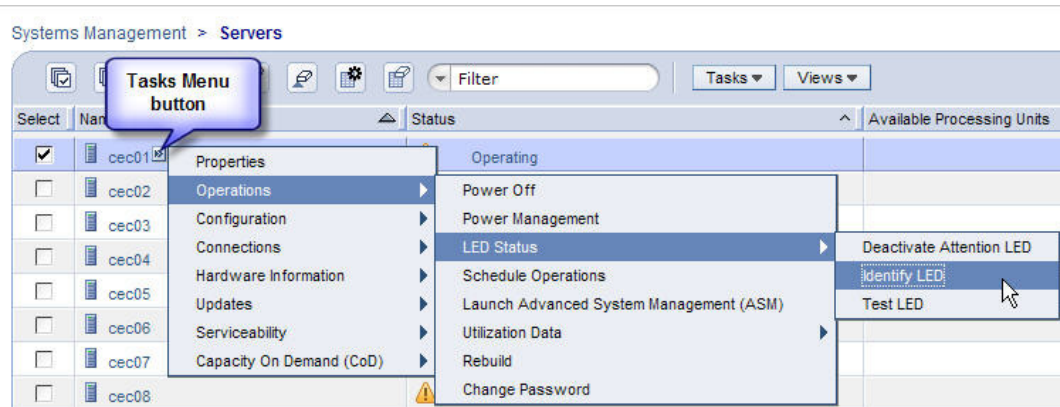 Systems Management > Servers
Tasks Menu button
Filter
Tasks
Views
Select
Status
Available Processing Units
cec01
Operating
cec02
cec03
cec04
cec05
cec06
cec07
cec08
Properties
Operations
Configuration
Connections
Hardware Information
Updates
Serviceability
Capacity On Demand (CoD)
Power Off
Power Management
LED Status
Schedule Operations
Launch Advanced System Management (ASM)
Utilization Data
Rebuild
Change Password
Deactivate Attention LED
Identify LED
Test LED